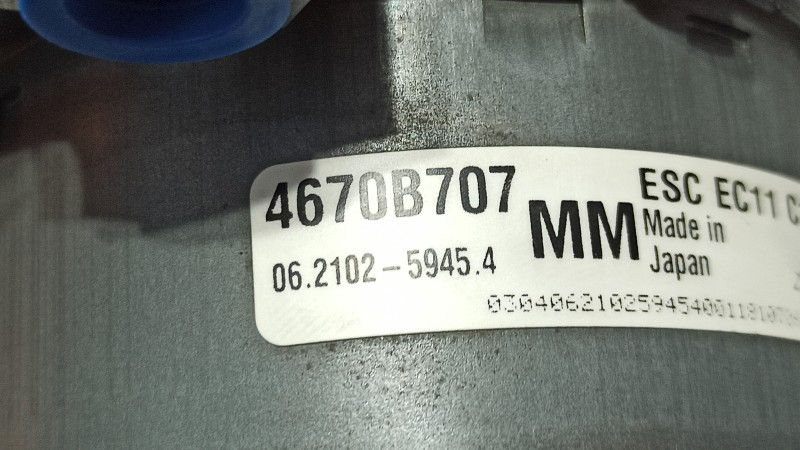 4670B707
MM
ESC EC11
Made in
Japan
06.2102-5945.4